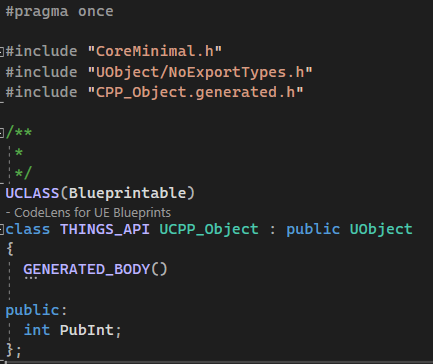 #pragma once
#include "CoreMinimal.h"
#include "UObject/NoExportTypes.h"
#include "CPP_Object.generated.h"
/**
*
*/
UCLASS(Blueprintable)
- CodeLens for UE Blueprints
class THINGS_API UCPP_Object : public UObject
{
GENERATED_BODY()
public:
int PubInt;
};